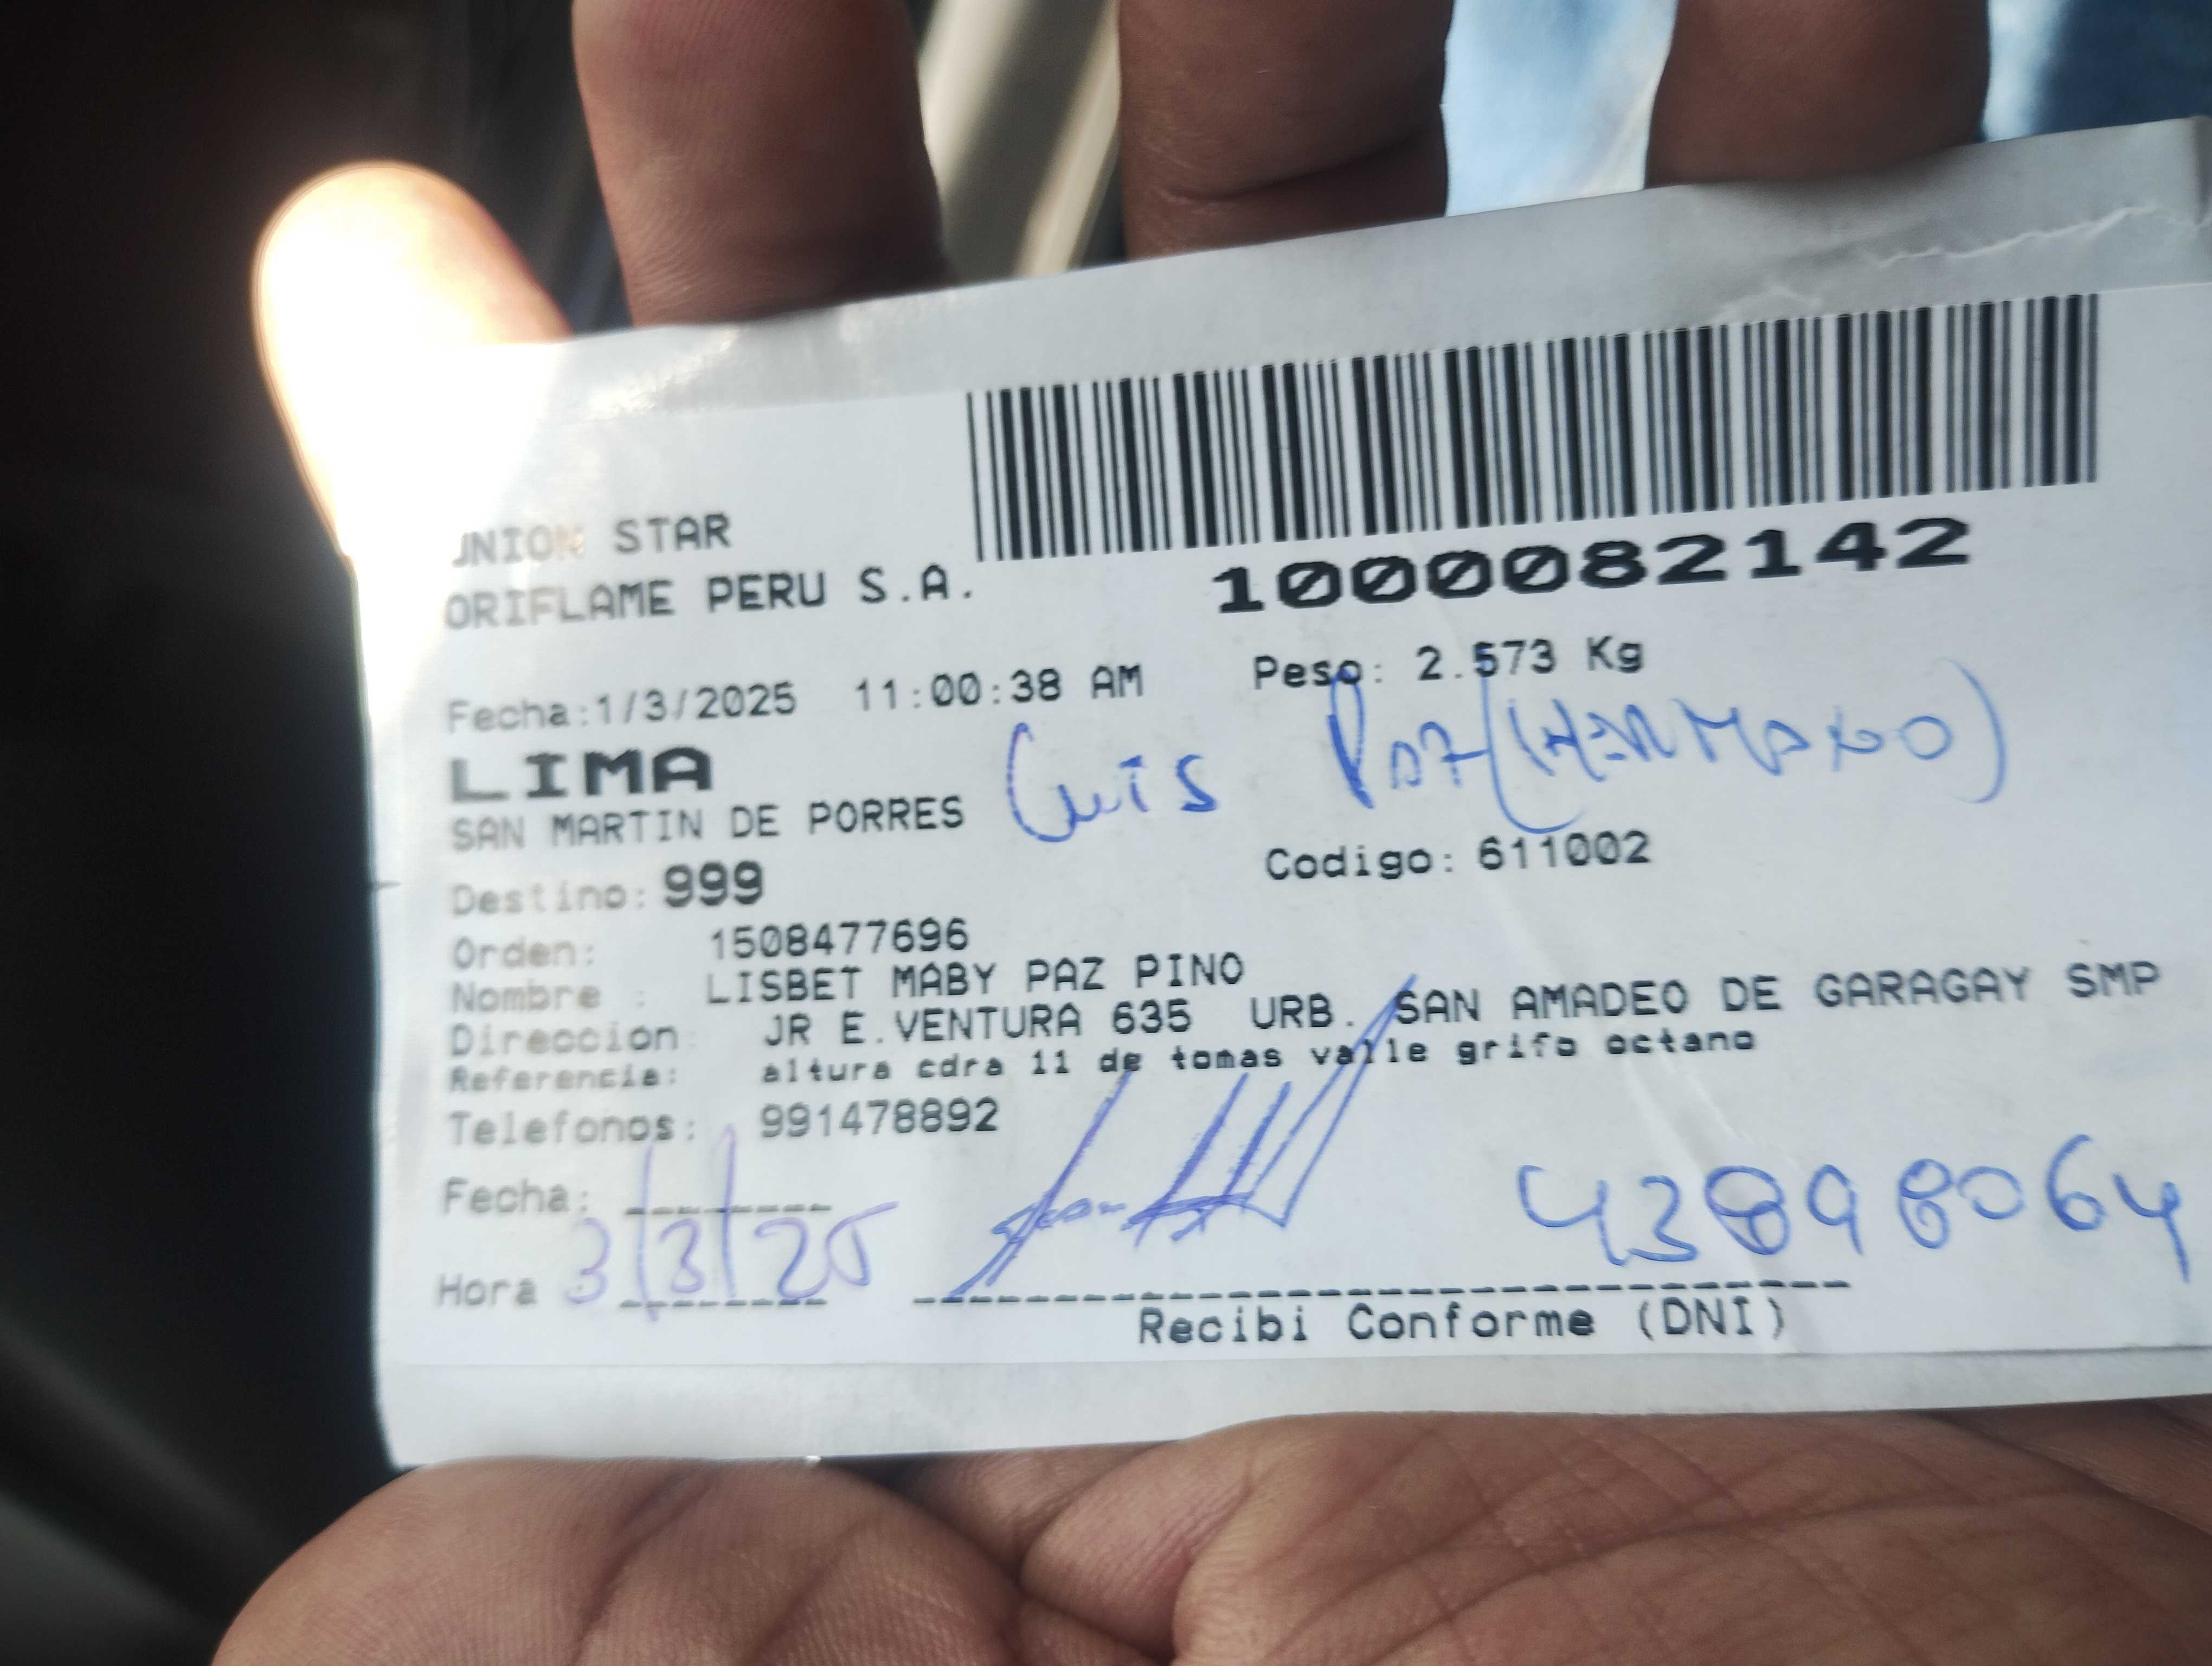 UNION STAR
ORIFLAME PERU S.A.
1000082142
Fecha:1/3/2025 11:00:38 AM Peso: 2.573 Kg
LIMA
Luis Paz (HERMANO)
SAN MARTIN DE PORRES
Destino: 999 Codigo: 611002
Orden: 1508477696
Nombre : LISBET MABY PAZ PINO
Direccion: JR E.VENTURA 635 URB. SAN AMADEO DE GARAGAY SMP
Referencia: altura cdra 11 de tomas valle grifo octano
Telefonos: 991478892
Fecha:
3/3/25
43898064
Hora
Recibi Conforme (DNI)